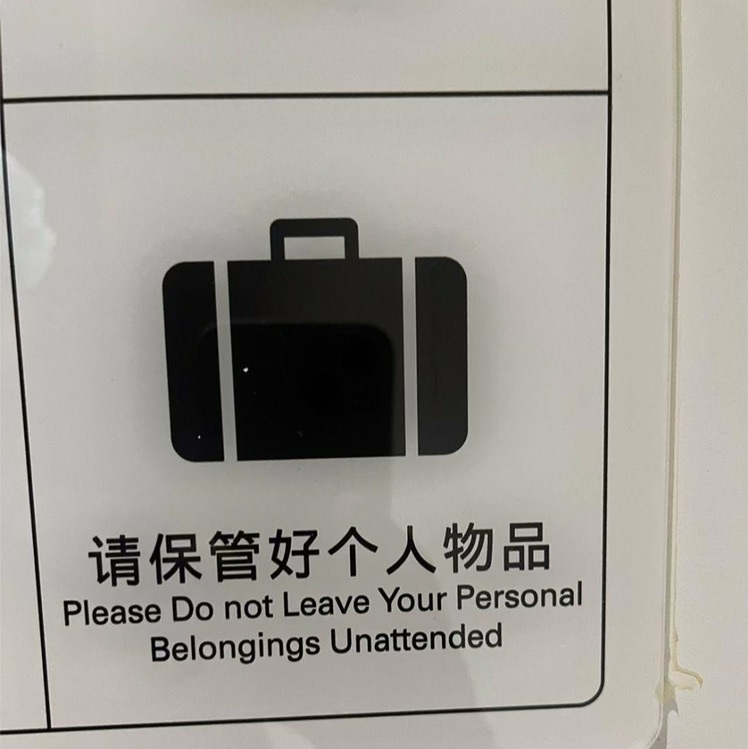 请保管好个人物品
Please Do not Leave Your Personal
Belongings Unattended